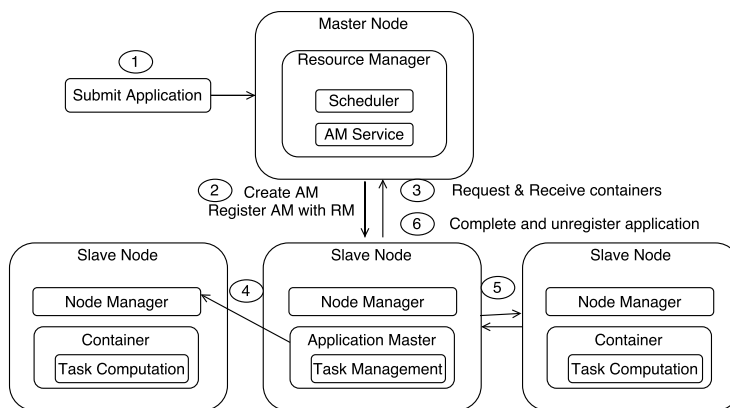 Master Node
1
Resource Manager
Submit Application
Scheduler
AM Service
2 Create AM
Register AM with RM
3 Request & Receive containers
6 Complete and unregister application
Slave Node
Node Manager
Container
Task Computation
4
Slave Node
Node Manager
Application Master
Task Management
5
Slave Node
Node Manager
Container
Task Computation